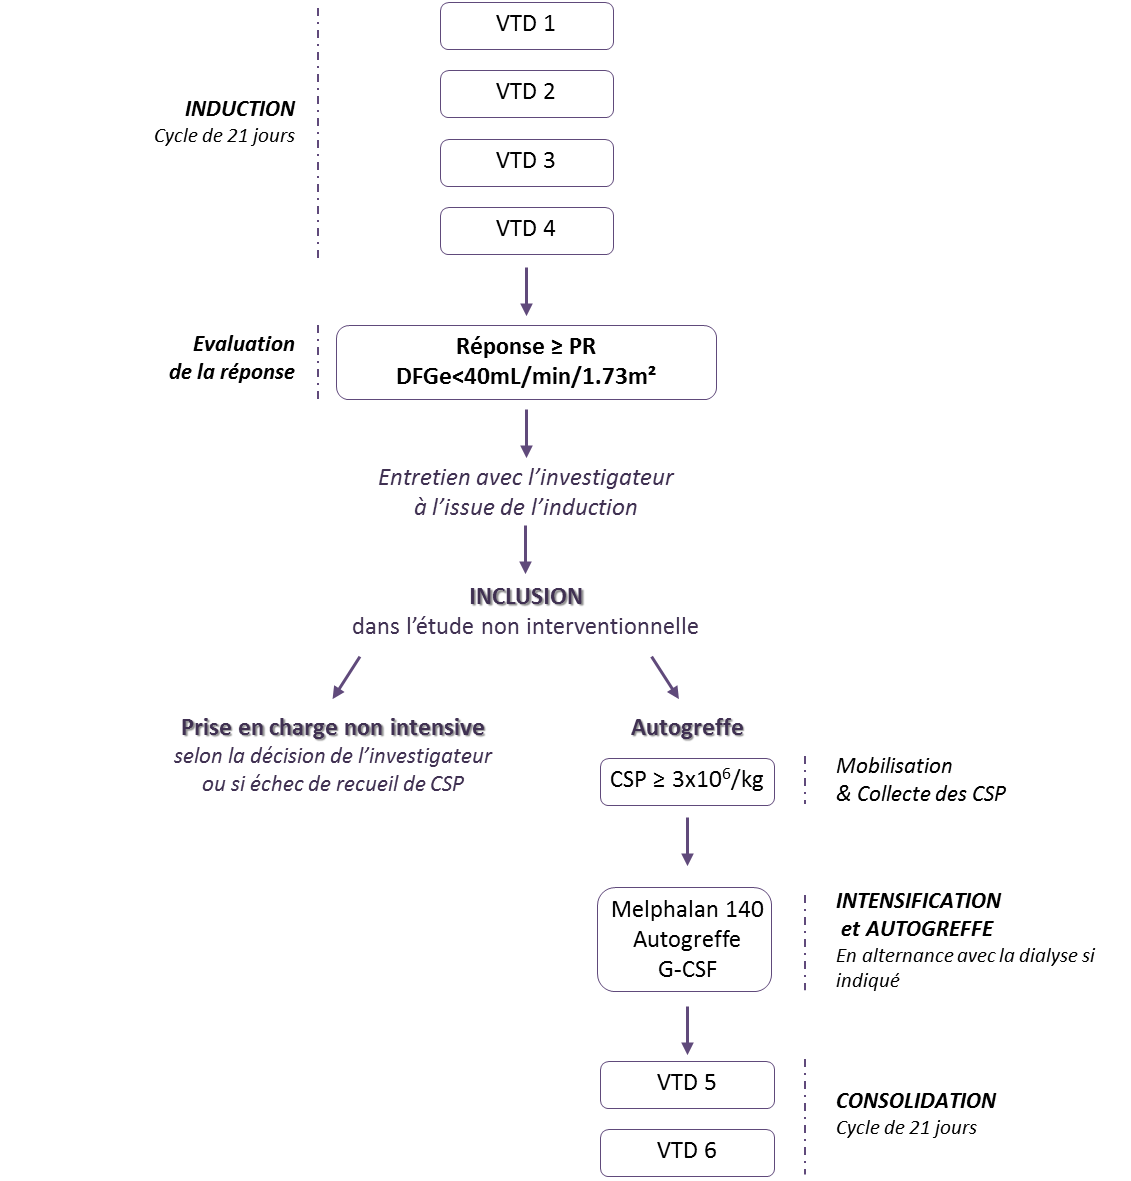 VTD 1
VTD 2
INDUCTION
Cycle de 21 jours
VTD 3
VTD 4
Evaluation
de la réponse
Réponse ≥ PR
DFGe<40mL/min/1.73m²
Entretien avec l’investigateur
à l’issue de l’induction
INCLUSION
dans l’étude non interventionnelle
Prise en charge non intensive
selon la décision de l’investigateur
ou si échec de recueil de CSP
Autogreffe
CSP ≥ 3x10⁶/kg
Mobilisation
& Collecte des CSP
Melphalan 140
Autogreffe
G-CSF
INTENSIFICATION
et AUTOGREFFE
En alternance avec la dialyse si
indiqué
VTD 5
VTD 6
CONSOLIDATION
Cycle de 21 jours